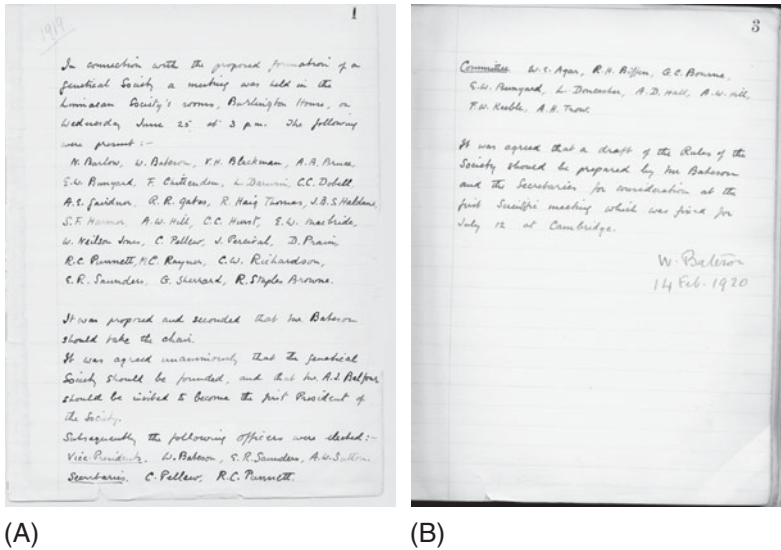 1919
1
In connection with the proposed formation of a
Genetical Society a meeting was held in the
Linnaean Society's rooms, Burlington House, on
Wednesday June 25 at 3 p.m. The following
were present :-
N. Barlow, W. Bateson, V.H. Blackman, A.B. Bruce,
E.W. Bunyard, F. Chittenden, L. Darwin, C.C. Dobell,
A.E. Gairdner, R.R. Gates, R. Haig Thomas, J.B.S Haldane,
S.F. Harmer, A.W. Hill, C.C. Hurst, E.W. MacBride,
W. Neilson Jones, C. Pellew, J. Percival, D. Prain,
R.C. Punnett, M.C. Rayner, C.W. Richardson,
E.R. Saunders, G. Sherrard, R. Staples Browne.
It was proposed and seconded that Mr. Bateson
should take the chair.
It was agreed unanimously that the Genetical
Society should be founded, and that Mr. A.J. Balfour
should be invited to become the first President of
the Society.
Subsequently the following officers were elected:-
Vice-Presidents. W. Bateson, E.R. Saunders, A.W. Sutton.
Secretaries. C. Pellew, R.C. Punnett.
(A)
3
Committee. W.E. Agar, R.H. Biffen, G.C. Bourne,
E.W. Bunyard, L. Doncaster, A.D. Hall, A.W. Hill,
F.W. Keeble, A.H. Trow.
It was agreed that a draft of the Rules of the
Society should be prepared by Mr Bateson
and the Secretaries for consideration at the
first Scientific meeting which was fixed for
July 12 at Cambridge.
W. Bateson
14 Feb. 1920
(B)